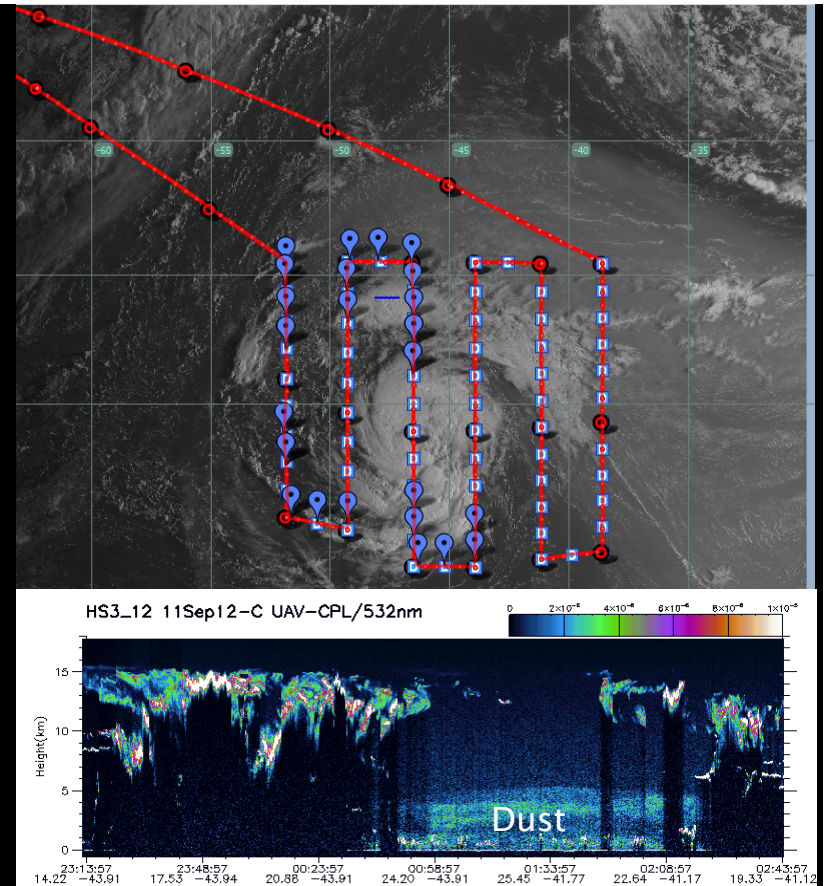 -60 -55 -50 -45 -40 -35
HS3_12 11Sep12-C UAV-CPL/532nm
0 2×10⁻⁶ 4×10⁻⁶ 6×10⁻⁶ 8×10⁻⁶ 1×10⁻⁵
15
10
Height(km)
5
Dust
0
23:13:57 23:48:57 00:23:57 00:58:57 01:33:57 02:08:57 02:43:57
14.22 -43.91 17.53 -43.94 20.88 -43.91 24.20 -43.91 25.45 -41.77 22.64 -41.17 19.33 -41.12